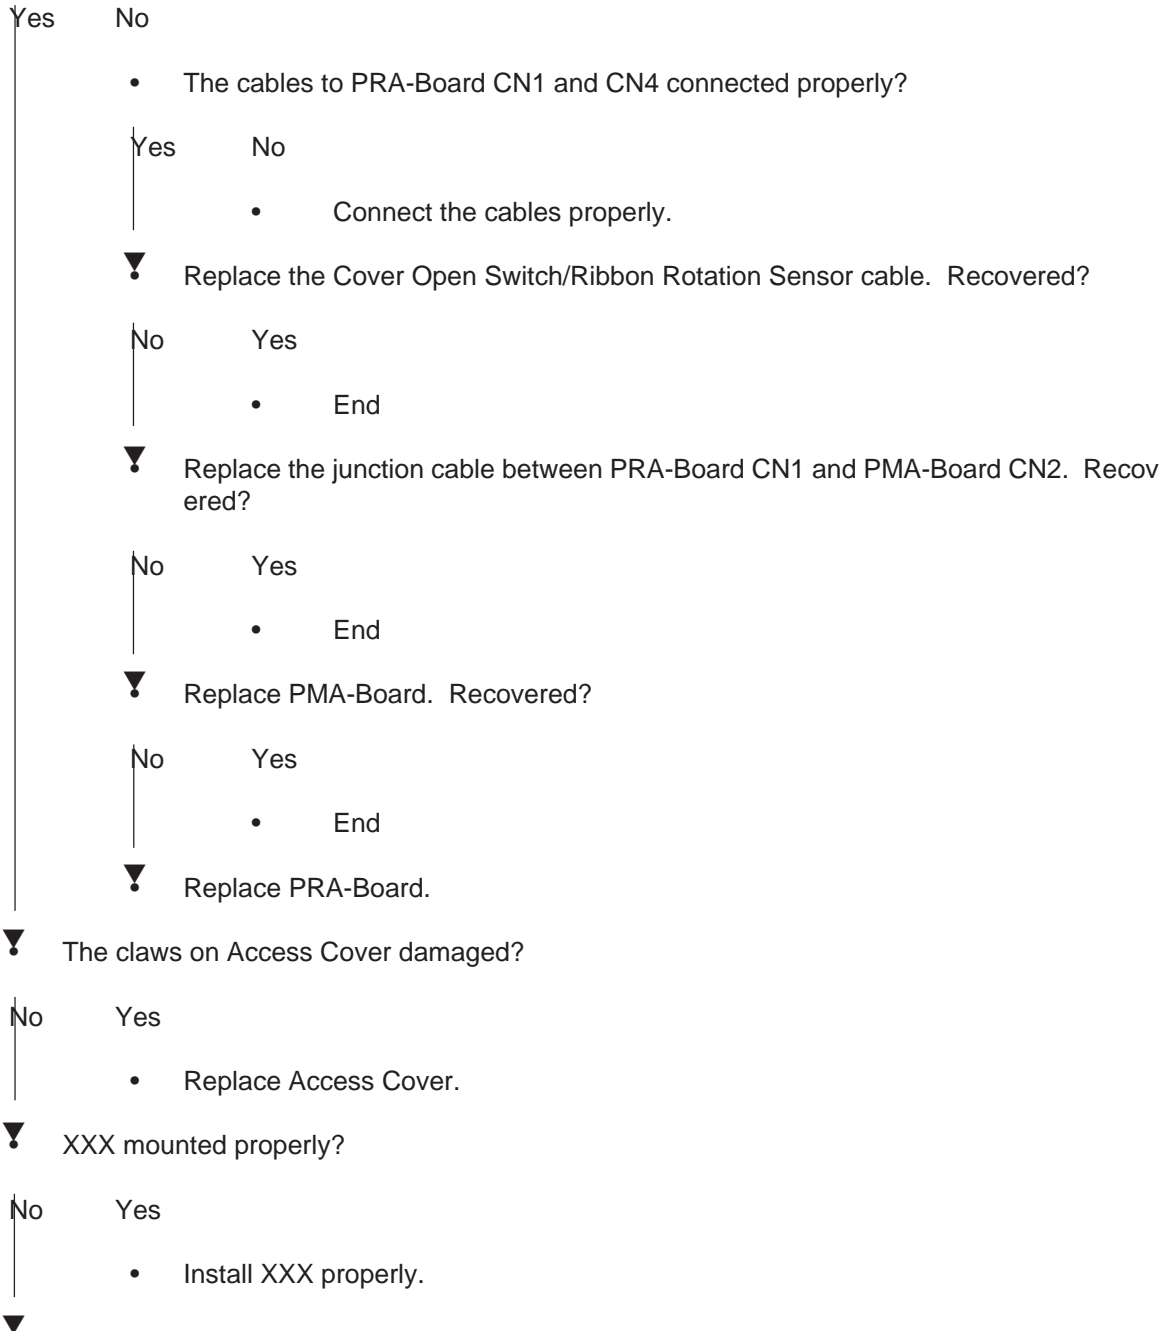 Yes No
• The cables to PRA-Board CN1 and CN4 connected properly?
Yes No
• Connect the cables properly.
• Replace the Cover Open Switch/Ribbon Rotation Sensor cable. Recovered?
No Yes
• End
• Replace the junction cable between PRA-Board CN1 and PMA-Board CN2. Recov
ered?
No Yes
• End
• Replace PMA-Board. Recovered?
No Yes
• End
• Replace PRA-Board.
• The claws on Access Cover damaged?
No Yes
• Replace Access Cover.
• XXX mounted properly?
No Yes
• Install XXX properly.